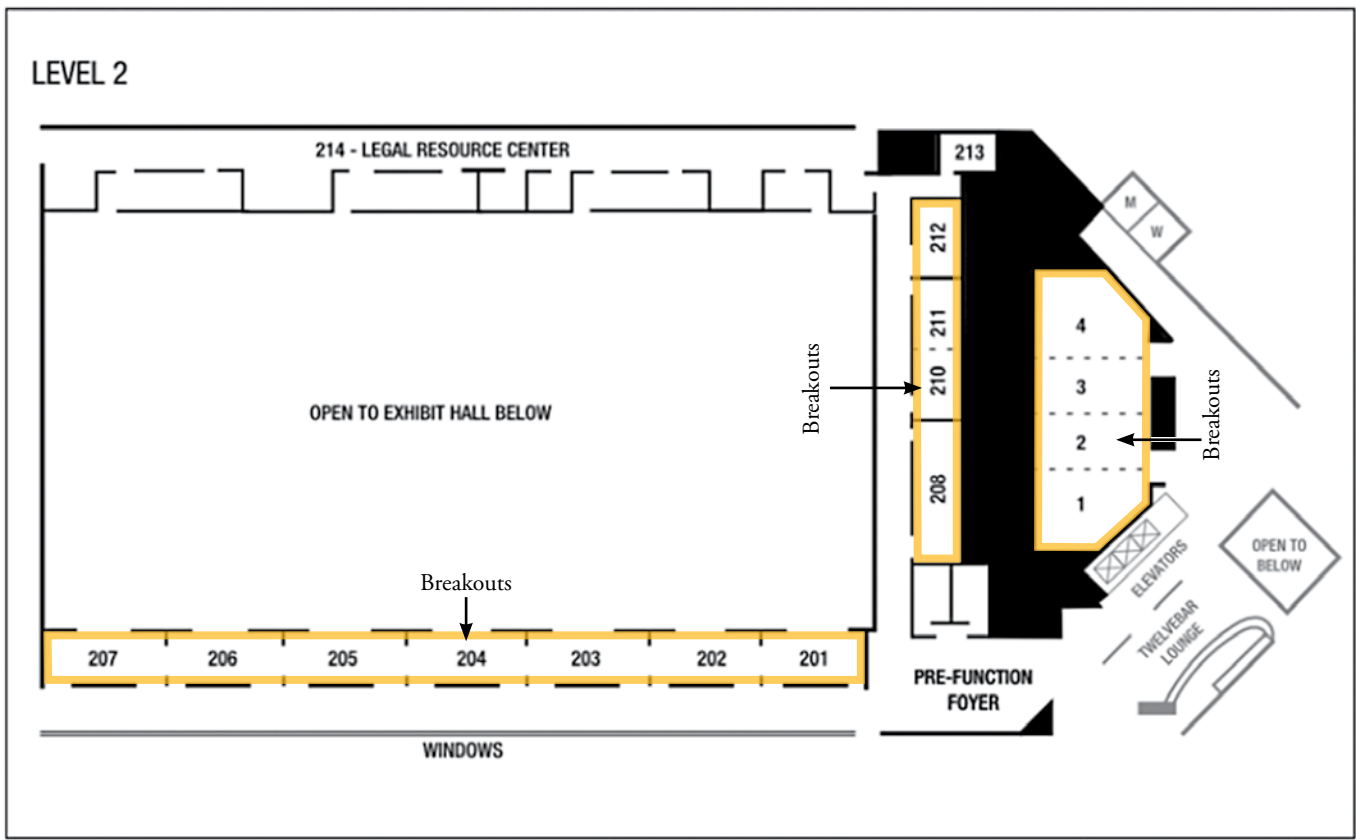 LEVEL 2
214 - LEGAL RESOURCE CENTER
213
M
W
212
211
210
208
4
3
2
1
Breakouts
Breakouts
OPEN TO EXHIBIT HALL BELOW
ELEVATORS
OPEN TO
BELOW
TWELVEBAR
LOUNGE
Breakouts
207
206
205
204
203
202
201
PRE-FUNCTION
FOYER
WINDOWS